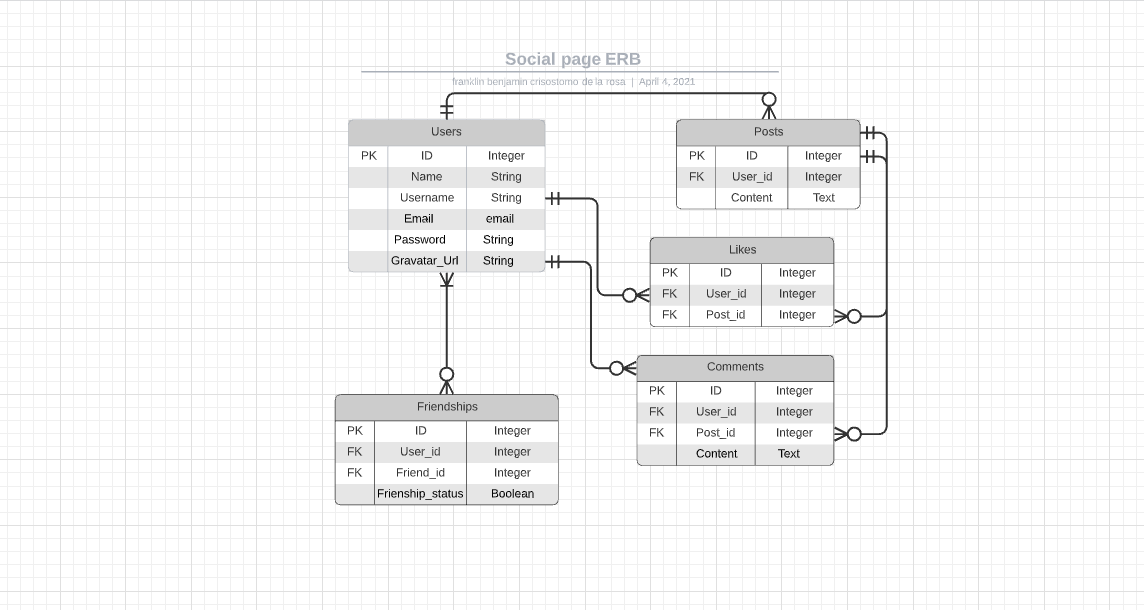 Social page ERB
franklin benjamin crisostomo de la rosa | April 4, 2021
Users
PK ID Integer
Name String
Username String
Email email
Password String
Gravatar_Url String
Posts
PK ID Integer
FK User_id Integer
Content Text
Likes
PK ID Integer
FK User_id Integer
FK Post_id Integer
Comments
PK ID Integer
FK User_id Integer
FK Post_id Integer
Content Text
Friendships
PK ID Integer
FK User_id Integer
FK Friend_id Integer
Frienship_status Boolean